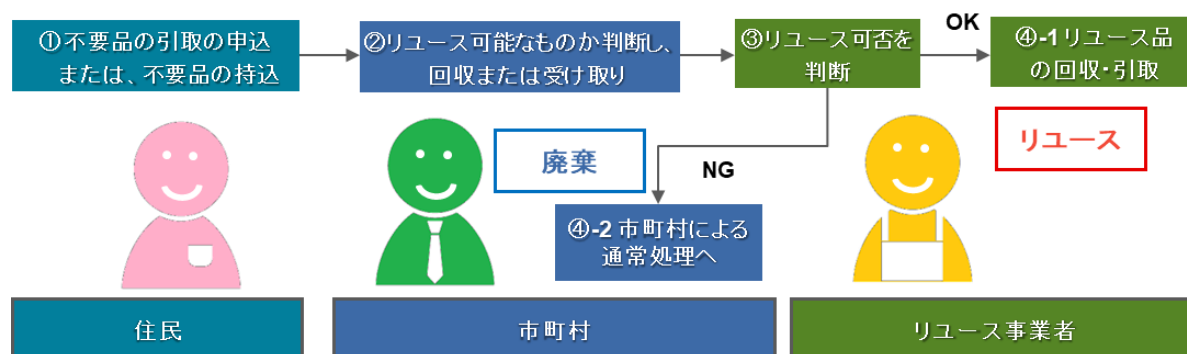 ①不要品の引取の申込
または、不要品の持込
②リユース可能なものか判断し、
回収または受け取り
③リユース可否を
判断
OK
④-1リユース品
の回収・引取
リユース
廃棄
NG
④-2 市町村による
通常処理へ
住民
市町村
リユース事業者